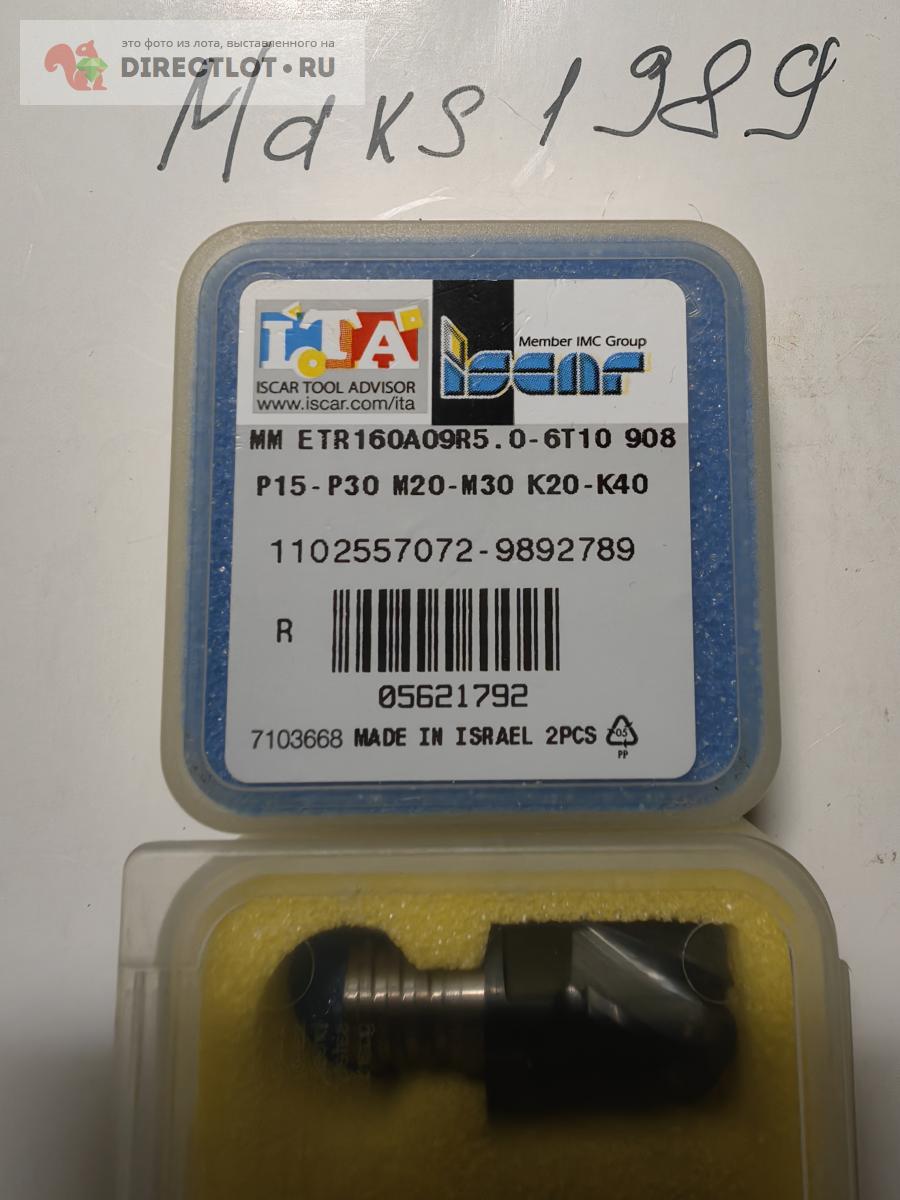 это фото из лота, выставленного на
DIRECTLOT.RU
Maks 1989
ITA
ISCAR TOOL ADVISOR
www.iscar.com/ita
Member IMC Group
iscar
MM ETR160A09R5.0-6T10 908
P15-P30 M20-M30 K20-K40
1102557072-9892789
R
05621792
7103668 MADE IN ISRAEL 2PCS 05
PP